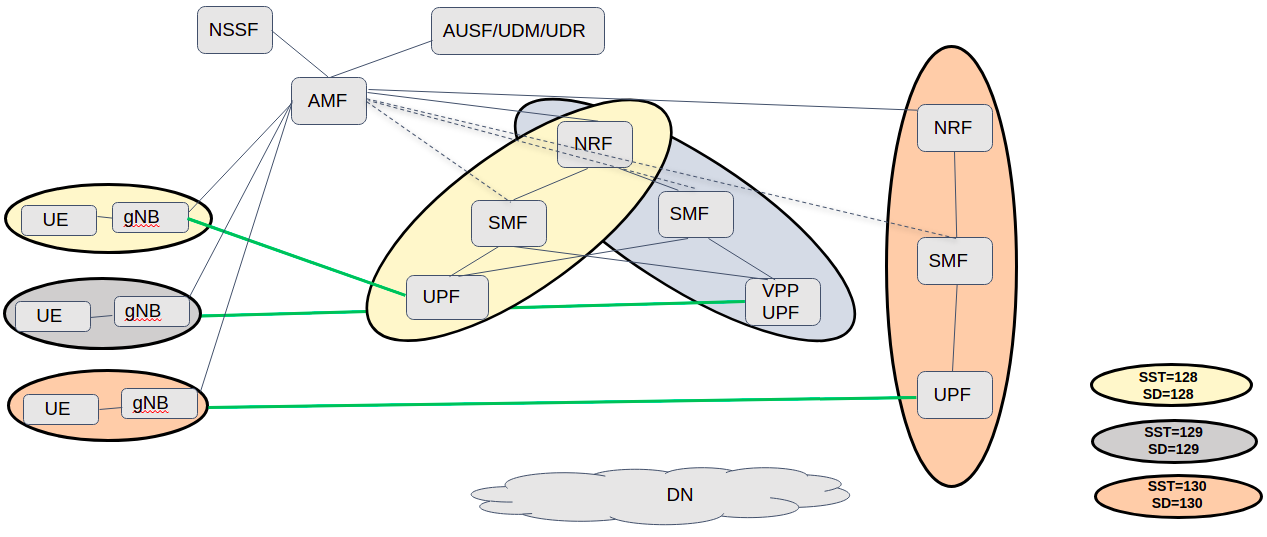 NSSF
AUSF/UDM/UDR
AMF
NRF
NRF
UE
gNB
SMF
SMF
SMF
UE
gNB
UPF
VPP
UPF
UE
gNB
UPF
SST=128
SD=128
SST=129
SD=129
SST=130
SD=130
DN